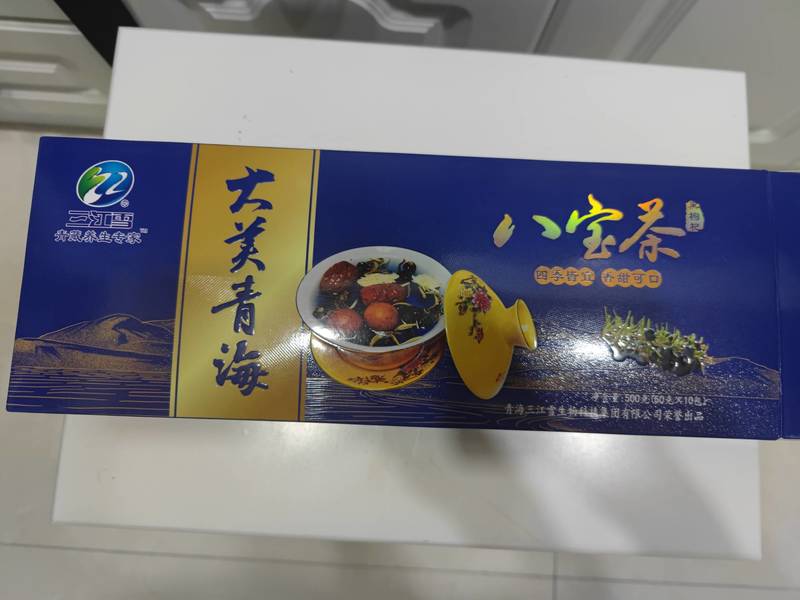 三江雪
®
TM
青藏养生专家
大美青海
八宝茶
黑枸杞
四季皆宜 香甜可口
净含量:500克(50克×10包)
青海三江雪生物科技集团有限公司荣誉出品